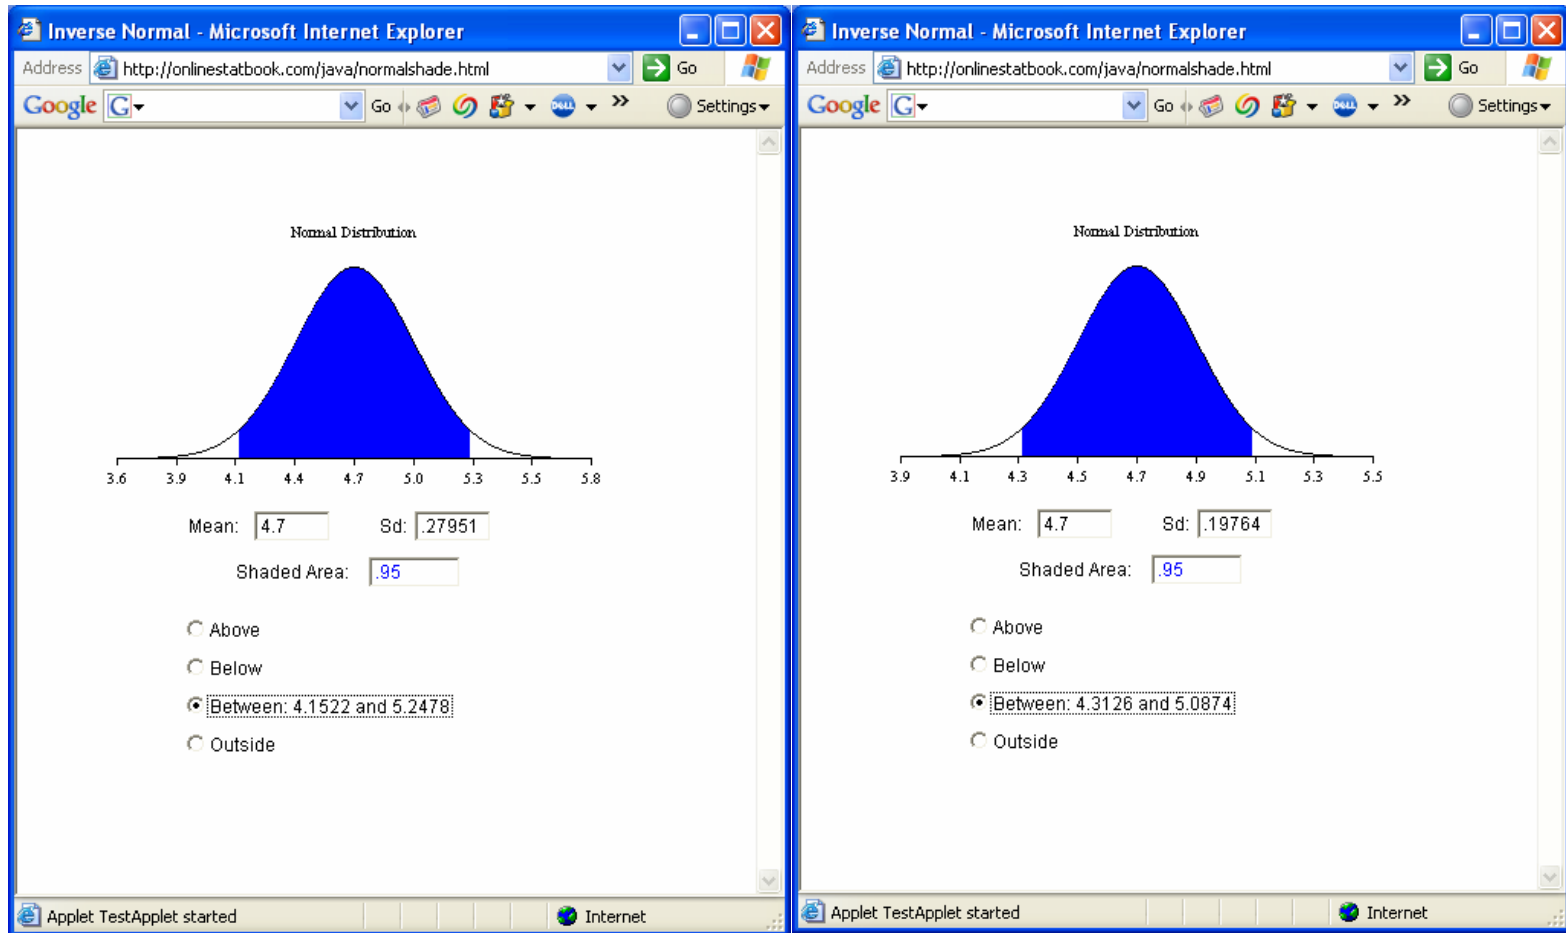 Inverse Normal - Microsoft Internet Explorer
Address http://onlinestatbook.com/java/normalshade.html Go
Google G Go DELL » Settings
Normal Distribution
3.6 3.9 4.1 4.4 4.7 5.0 5.3 5.5 5.8
Mean: 4.7 Sd: .27951
Shaded Area: .95
Above
Below
Between: 4.1522 and 5.2478
Outside
Applet TestApplet started Internet
Inverse Normal - Microsoft Internet Explorer
Address http://onlinestatbook.com/java/normalshade.html Go
Google G Go DELL » Settings
Normal Distribution
3.9 4.1 4.3 4.5 4.7 4.9 5.1 5.3 5.5
Mean: 4.7 Sd: .19764
Shaded Area: .95
Above
Below
Between: 4.3126 and 5.0874
Outside
Applet TestApplet started Internet